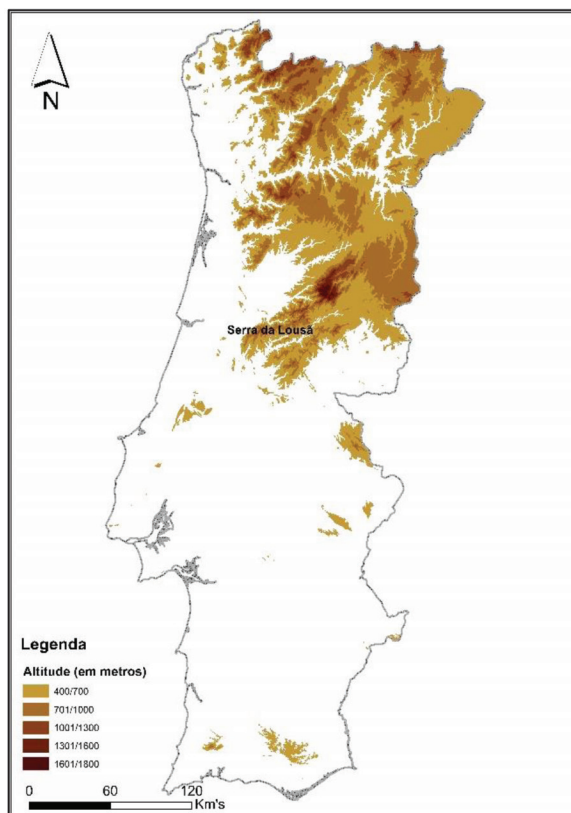 N
Serra da Lousã
Legenda
Altitude (em metros)
400/700
701/1000
1001/1300
1301/1600
1601/1800
0 60 120
Km's